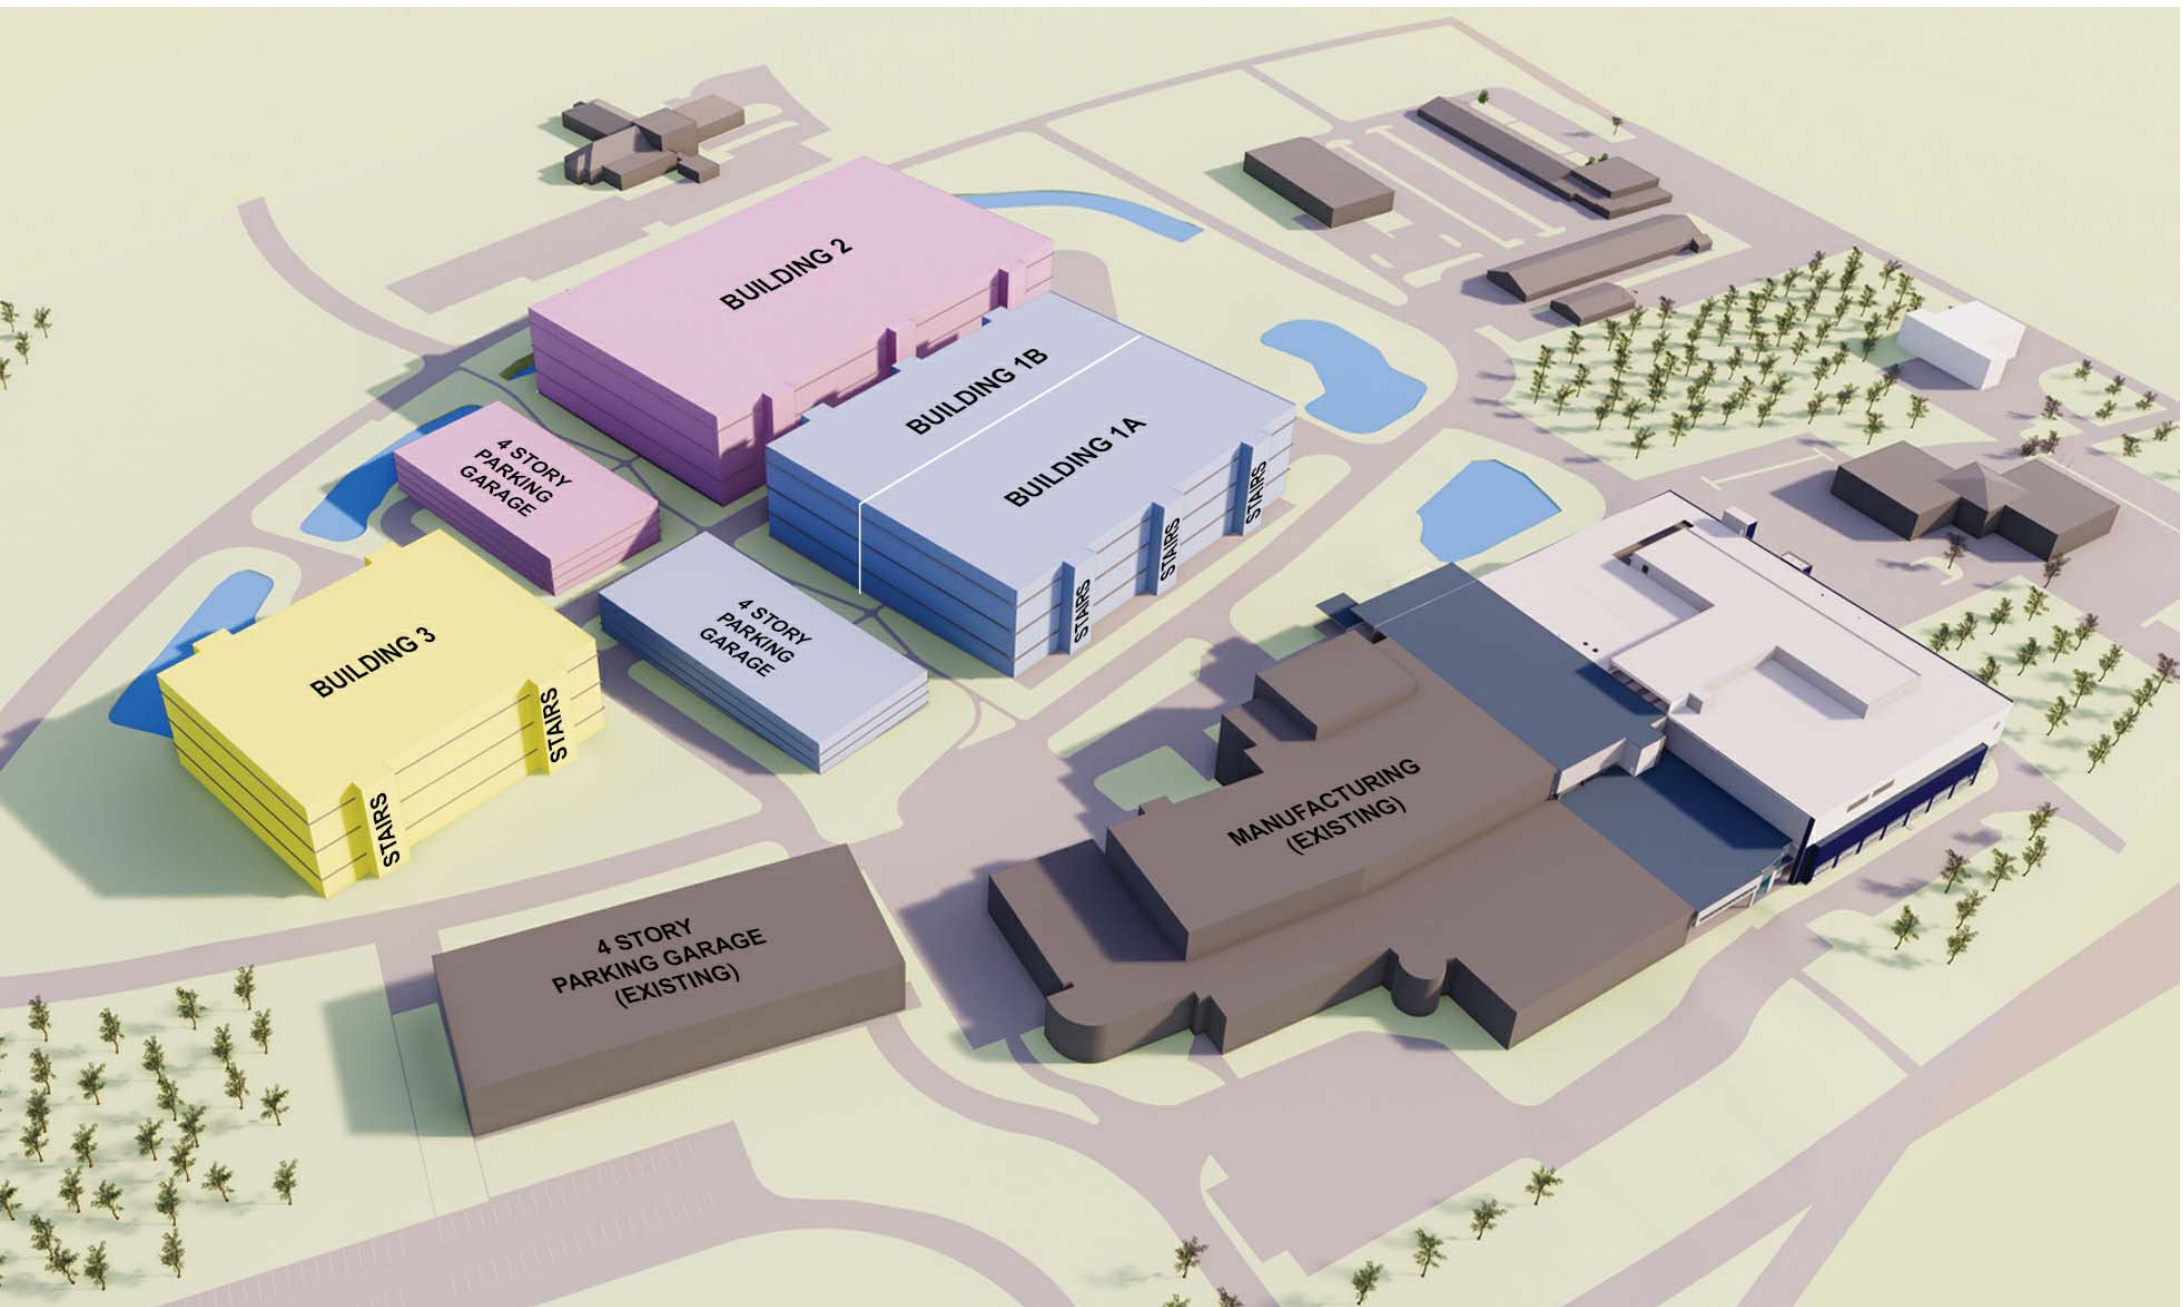 BUILDING 2
BUILDING 1B
BUILDING 1A
STAIRS
STAIRS
STAIRS
4 STORY
PARKING
GARAGE
4 STORY
PARKING
GARAGE
BUILDING 3
STAIRS
STAIRS
MANUFACTURING
(EXISTING)
4 STORY
PARKING GARAGE
(EXISTING)